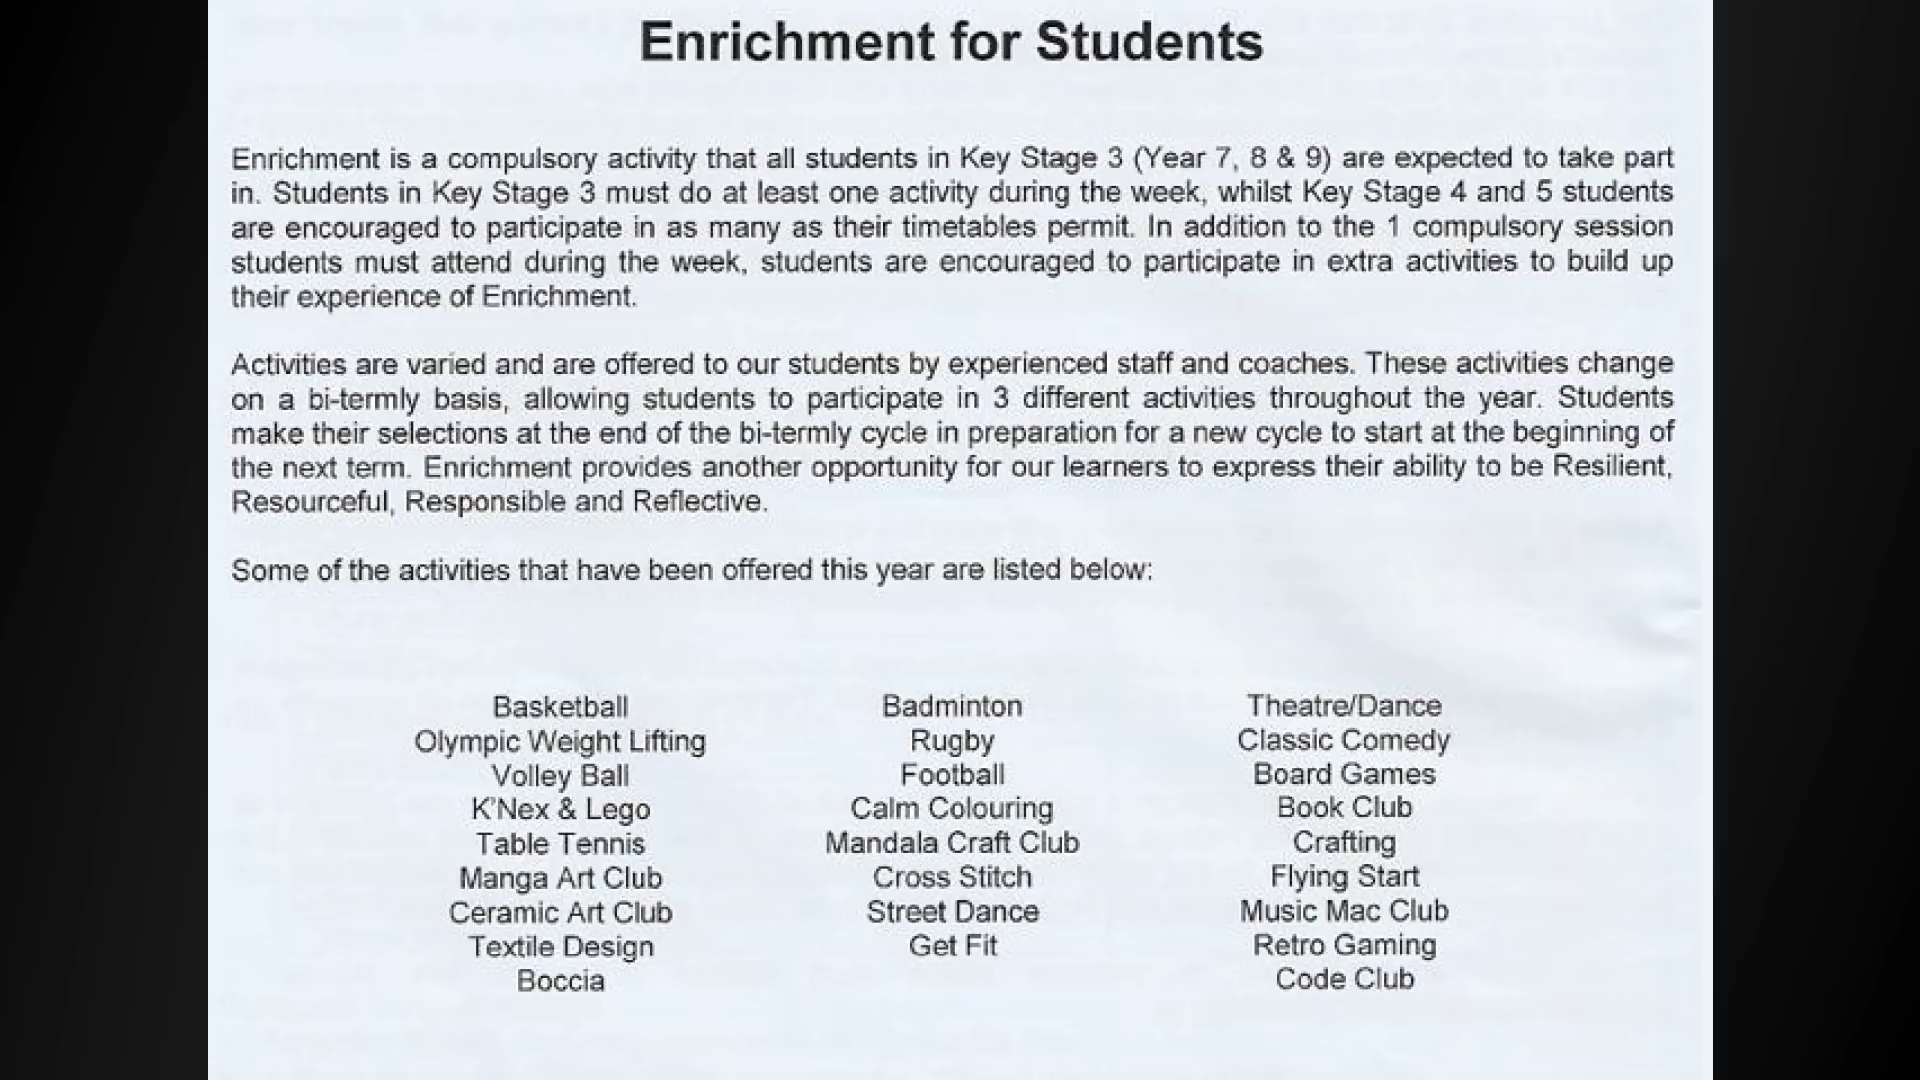 Enrichment for Students
Enrichment is a compulsory activity that all students in Key Stage 3 (Year 7, 8 & 9) are expected to take part
in. Students in Key Stage 3 must do at least one activity during the week, whilst Key Stage 4 and 5 students
are encouraged to participate in as many as their timetables permit. In addition to the 1 compulsory session
students must attend during the week, students are encouraged to participate in extra activities to build up
their experience of Enrichment.
Activities are varied and are offered to our students by experienced staff and coaches. These activities change
on a bi-termly basis, allowing students to participate in 3 different activities throughout the year. Students
make their selections at the end of the bi-termly cycle in preparation for a new cycle to start at the beginning of
the next term. Enrichment provides another opportunity for our learners to express their ability to be Resilient,
Resourceful, Responsible and Reflective.
Some of the activities that have been offered this year are listed below:
Basketball
Olympic Weight Lifting
Volley Ball
K'Nex & Lego
Table Tennis
Manga Art Club
Ceramic Art Club
Textile Design
Boccia
Badminton
Rugby
Football
Calm Colouring
Mandala Craft Club
Cross Stitch
Street Dance
Get Fit
Theatre/Dance
Classic Comedy
Board Games
Book Club
Crafting
Flying Start
Music Mac Club
Retro Gaming
Code Club